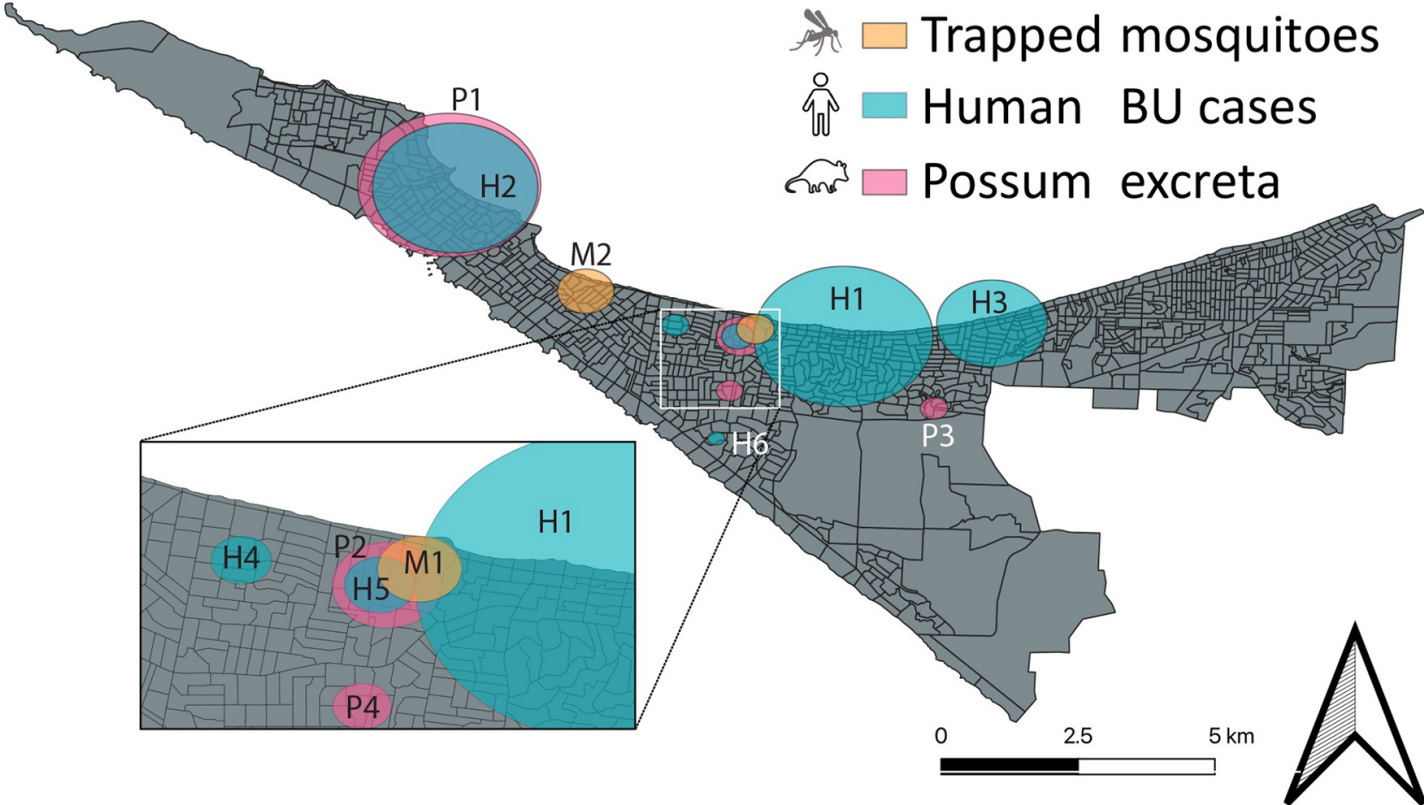 Trapped mosquitoes
Human BU cases
Possum excreta
P1
H2
M2
H1
H3
P3
H6
H1
H4
P2
M1
H5
P4
0 2.5 5 km